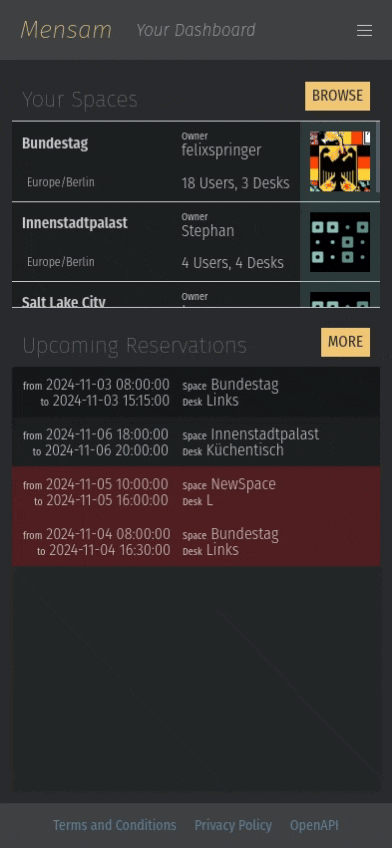 Mensam Your Dashboard
Your Spaces BROWSE
Bundestag
Owner
felixspringer
Europe/Berlin 18 Users, 3 Desks
Innenstadtpalast
Owner
Stephan
Europe/Berlin 4 Users, 4 Desks
Salt Lake City
Owner
Upcoming Reservations MORE
from 2024-11-03 08:00:00 Space Bundestag
to 2024-11-03 15:15:00 Desk Links
from 2024-11-06 18:00:00 Space Innenstadtpalast
to 2024-11-06 20:00:00 Desk Küchentisch
from 2024-11-05 10:00:00 Space NewSpace
to 2024-11-05 16:00:00 Desk L
from 2024-11-04 08:00:00 Space Bundestag
to 2024-11-04 16:30:00 Desk Links
Terms and Conditions Privacy Policy OpenAPI